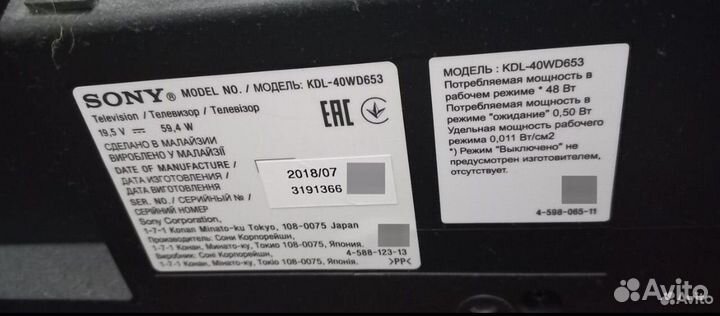 SONY® MODEL NO. / МОДЕЛЬ: KDL-40WD653
Television / Телевизор / Телевізор
19,5 V ⎓ 59,4 W
EAC
СДЕЛАНО В МАЛАЙЗИИ
ВИРОБЛЕНО У МАЛАЙЗІЇ
DATE OF MANUFACTURE /
ДАТА ИЗГОТОВЛЕНИЯ /
ДАТА ВИГОТОВЛЕННЯ
2018/07
SER. NO. / СЕРИЙНЫЙ № /
СЕРІЙНИЙ НОМЕР
3191366
Sony Corporation,
1-7-1 Konan Minato-ku Tokyo, 108-0075 Japan
Производитель: Сони Корпорейшн,
1-7-1 Конан, Минато-ку, Токио 108-0075, Япония.
Виробник: Соні Корпорейшн,
1-7-1 Конан, Мінато-ку, Токіо 108-0075, Японія.
4-588-123-13
>PP<
МОДЕЛЬ : KDL-40WD653
Потребляемая мощность в
рабочем режиме * 48 Вт
Потребляемая мощность в
режиме "ожидание" 0,50 Вт
Удельная мощность рабочего
режима 0,011 Вт/см2
*) Режим "Выключено" не
предусмотрен изготовителем,
отсутствует.
4-598-065-11
Avito